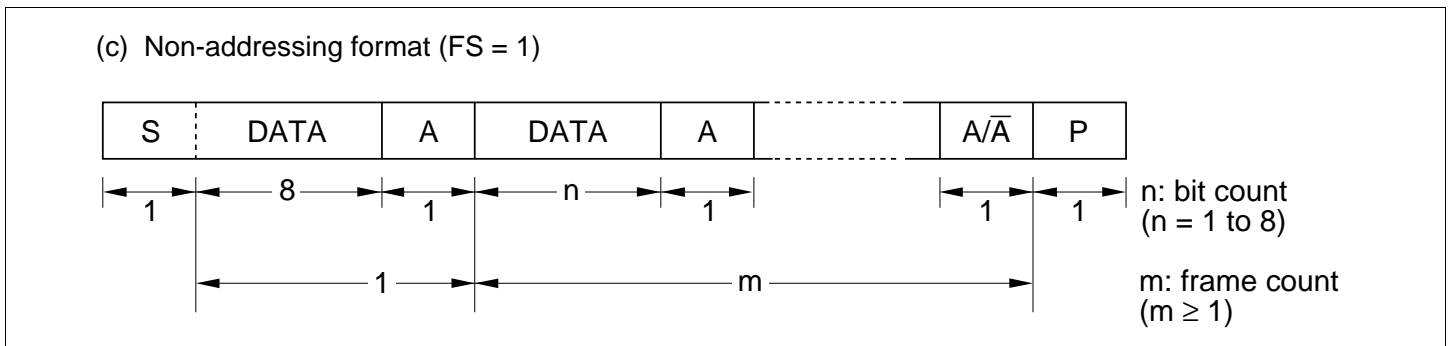 (c) Non-addressing format (FS = 1)
S DATA A DATA A A/A̅ P
1 8 1 n 1 1 1
n: bit count
(n = 1 to 8)
1 m
m: frame count
(m ≥ 1)